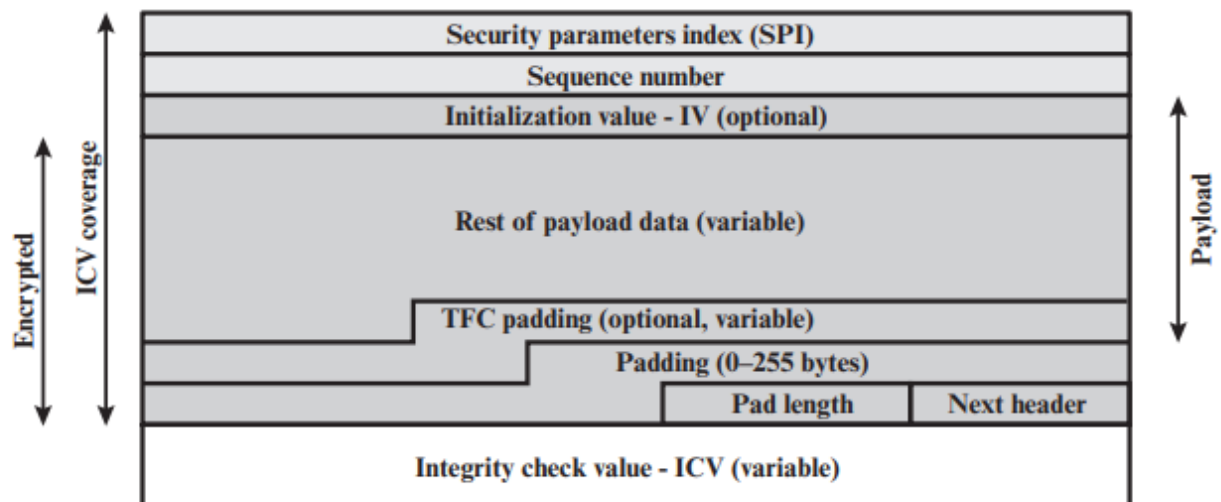 Security parameters index (SPI)
Sequence number
Initialization value - IV (optional)
Rest of payload data (variable)
TFC padding (optional, variable)
Padding (0–255 bytes)
Pad length
Next header
Integrity check value - ICV (variable)
Encrypted
ICV coverage
Payload